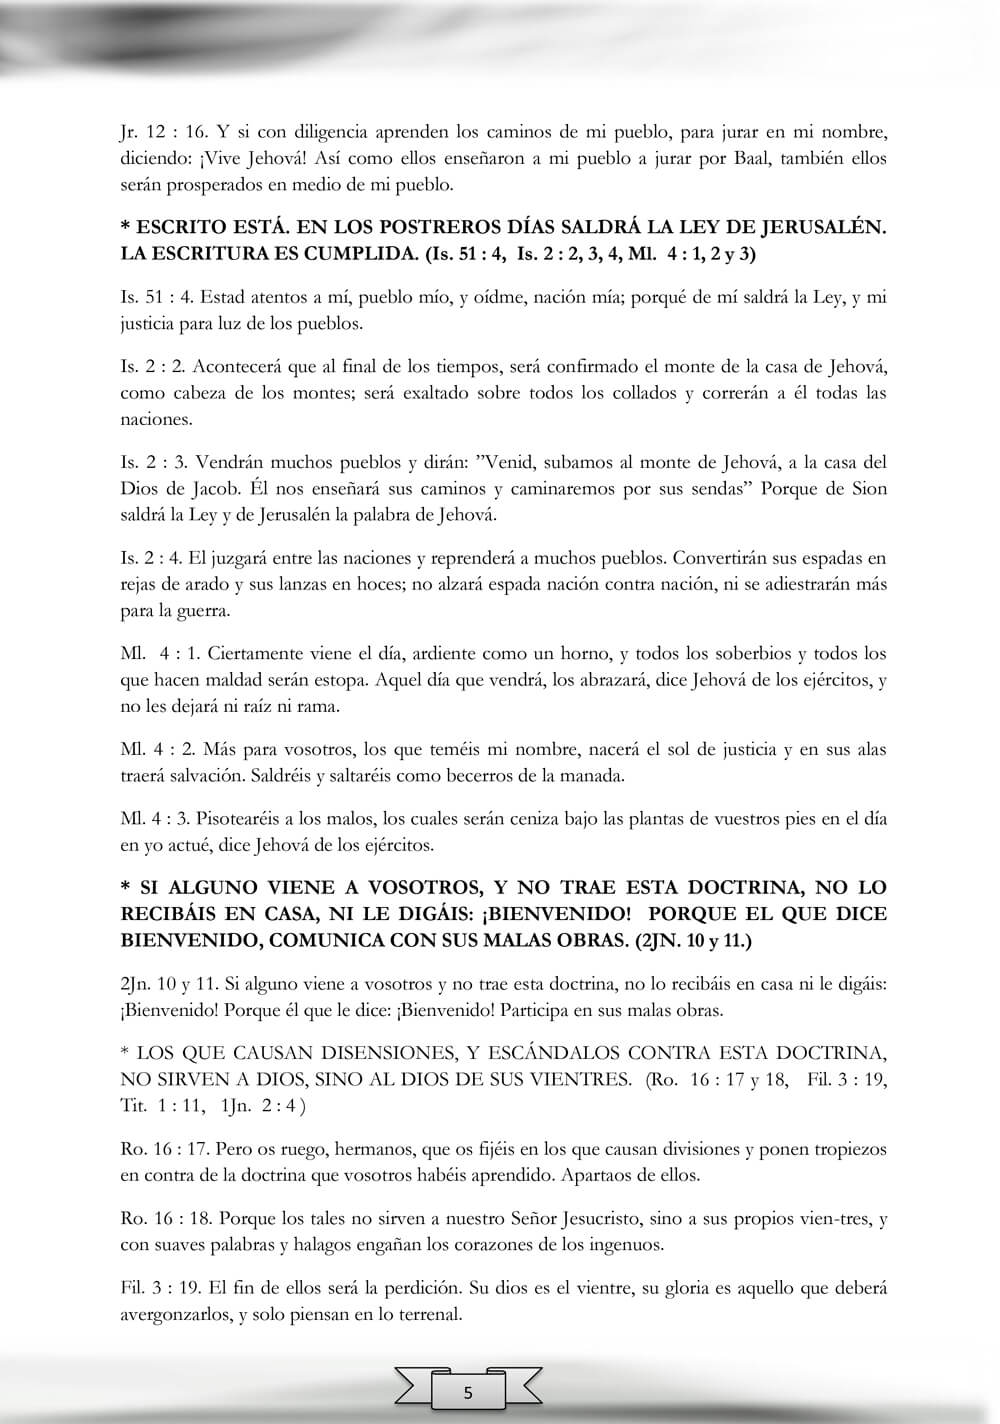 Jr. 12 : 16. Y si con diligencia aprenden los caminos de mi pueblo, para jurar en mi nombre,
diciendo: ¡Vive Jehová! Así como ellos enseñaron a mi pueblo a jurar por Baal, también ellos
serán prosperados en medio de mi pueblo.
* ESCRITO ESTÁ. EN LOS POSTREROS DÍAS SALDRÁ LA LEY DE JERUSALÉN.
LA ESCRITURA ES CUMPLIDA. (Is. 51 : 4, Is. 2 : 2, 3, 4, Ml. 4 : 1, 2 y 3)
Is. 51 : 4. Estad atentos a mí, pueblo mío, y oídme, nación mía; porqué de mí saldrá la Ley, y mi
justicia para luz de los pueblos.
Is. 2 : 2. Acontecerá que al final de los tiempos, será confirmado el monte de la casa de Jehová,
como cabeza de los montes; será exaltado sobre todos los collados y correrán a él todas las
naciones.
Is. 2 : 3. Vendrán muchos pueblos y dirán: ”Venid, subamos al monte de Jehová, a la casa del
Dios de Jacob. Él nos enseñará sus caminos y caminaremos por sus sendas” Porque de Sion
saldrá la Ley y de Jerusalén la palabra de Jehová.
Is. 2 : 4. El juzgará entre las naciones y reprenderá a muchos pueblos. Convertirán sus espadas en
rejas de arado y sus lanzas en hoces; no alzará espada nación contra nación, ni se adiestrarán más
para la guerra.
Ml. 4 : 1. Ciertamente viene el día, ardiente como un horno, y todos los soberbios y todos los
que hacen maldad serán estopa. Aquel día que vendrá, los abrazará, dice Jehová de los ejércitos, y
no les dejará ni raíz ni rama.
Ml. 4 : 2. Más para vosotros, los que teméis mi nombre, nacerá el sol de justicia y en sus alas
traerá salvación. Saldréis y saltaréis como becerros de la manada.
Ml. 4 : 3. Pisotearéis a los malos, los cuales serán ceniza bajo las plantas de vuestros pies en el día
en yo actué, dice Jehová de los ejércitos.
* SI ALGUNO VIENE A VOSOTROS, Y NO TRAE ESTA DOCTRINA, NO LO
RECIBÁIS EN CASA, NI LE DIGÁIS: ¡BIENVENIDO! PORQUE EL QUE DICE
BIENVENIDO, COMUNICA CON SUS MALAS OBRAS. (2JN. 10 y 11.)
2Jn. 10 y 11. Si alguno viene a vosotros y no trae esta doctrina, no lo recibáis en casa ni le digáis:
¡Bienvenido! Porque él que le dice: ¡Bienvenido! Participa en sus malas obras.
* LOS QUE CAUSAN DISENSIONES, Y ESCÁNDALOS CONTRA ESTA DOCTRINA,
NO SIRVEN A DIOS, SINO AL DIOS DE SUS VIENTRES. (Ro. 16 : 17 y 18, Fil. 3 : 19,
Tit. 1 : 11, 1Jn. 2 : 4 )
Ro. 16 : 17. Pero os ruego, hermanos, que os fijéis en los que causan divisiones y ponen tropiezos
en contra de la doctrina que vosotros habéis aprendido. Apartaos de ellos.
Ro. 16 : 18. Porque los tales no sirven a nuestro Señor Jesucristo, sino a sus propios vien-tres, y
con suaves palabras y halagos engañan los corazones de los ingenuos.
Fil. 3 : 19. El fin de ellos será la perdición. Su dios es el vientre, su gloria es aquello que deberá
avergonzarlos, y solo piensan en lo terrenal.
5